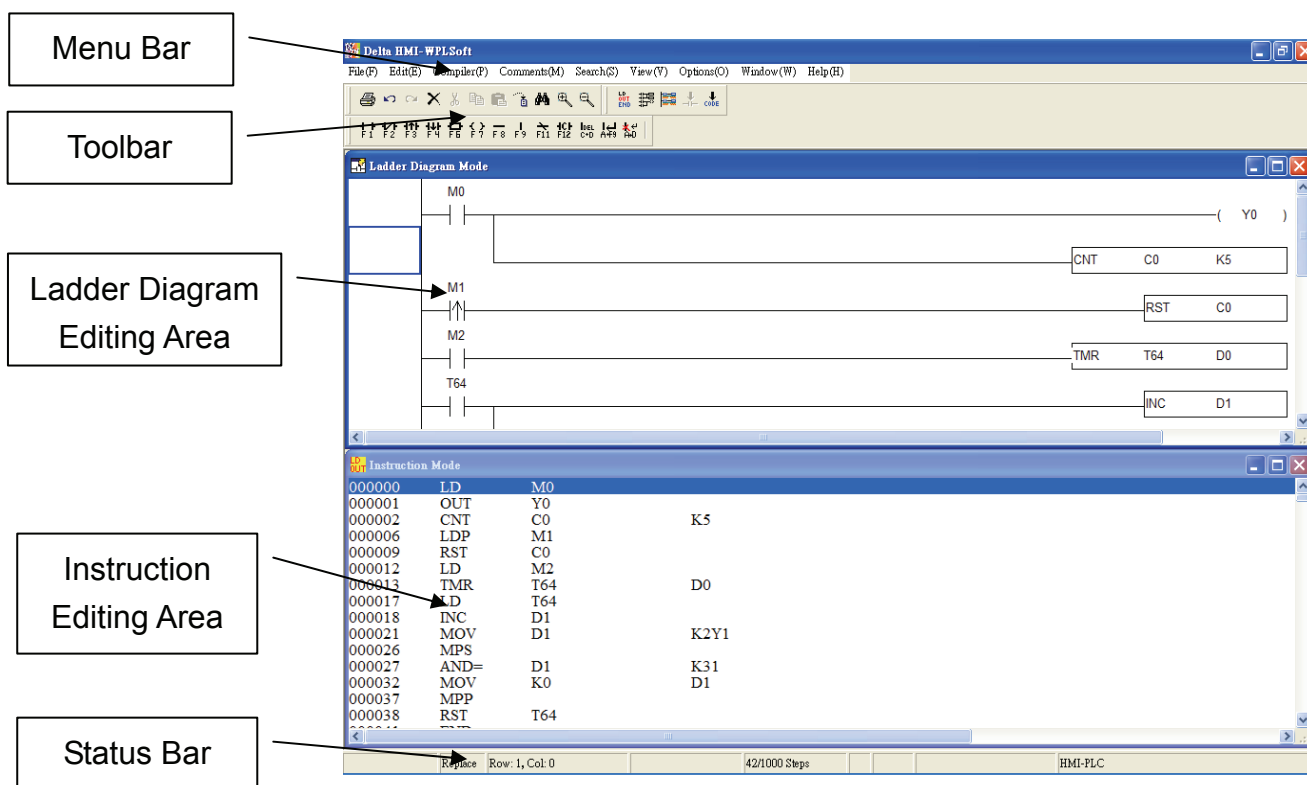 Menu Bar
Toolbar
Ladder Diagram
Editing Area
Instruction
Editing Area
Status Bar
Delta HMI-WPLSoft
File(F) Edit(E) Compiler(P) Comments(M) Search(S) View(V) Options(O) Window(W) Help(H)
LD OUT END CODE
F1 F2 F3 F4 F6 F7 F8 F9 F11 F12
Ladder Diagram Mode
M0
( Y0 )
CNT C0 K5
M1
RST C0
M2
TMR T64 D0
T64
INC D1
Instruction Mode
000000 LD M0
000001 OUT Y0
000002 CNT C0 K5
000006 LDP M1
000009 RST C0
000012 LD M2
000013 TMR T64 D0
000017 LD T64
000018 INC D1
000021 MOV D1 K2Y1
000026 MPS
000027 AND= D1 K31
000032 MOV K0 D1
000037 MPP
000038 RST T64
Replace Row: 1, Col: 0 42/1000 Steps HMI-PLC